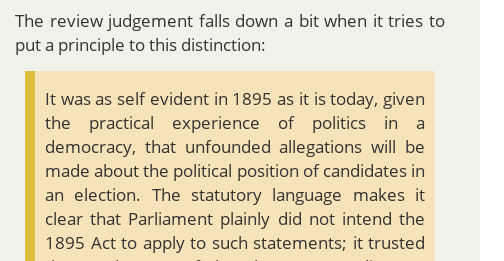 The review judgement falls down a bit when it tries to
put a principle to this distinction:
It was as self evident in 1895 as it is today, given
the practical experience of politics in a
democracy, that unfounded allegations will be
made about the political position of candidates in
an election. The statutory language makes it
clear that Parliament plainly did not intend the
1895 Act to apply to such statements; it trusted